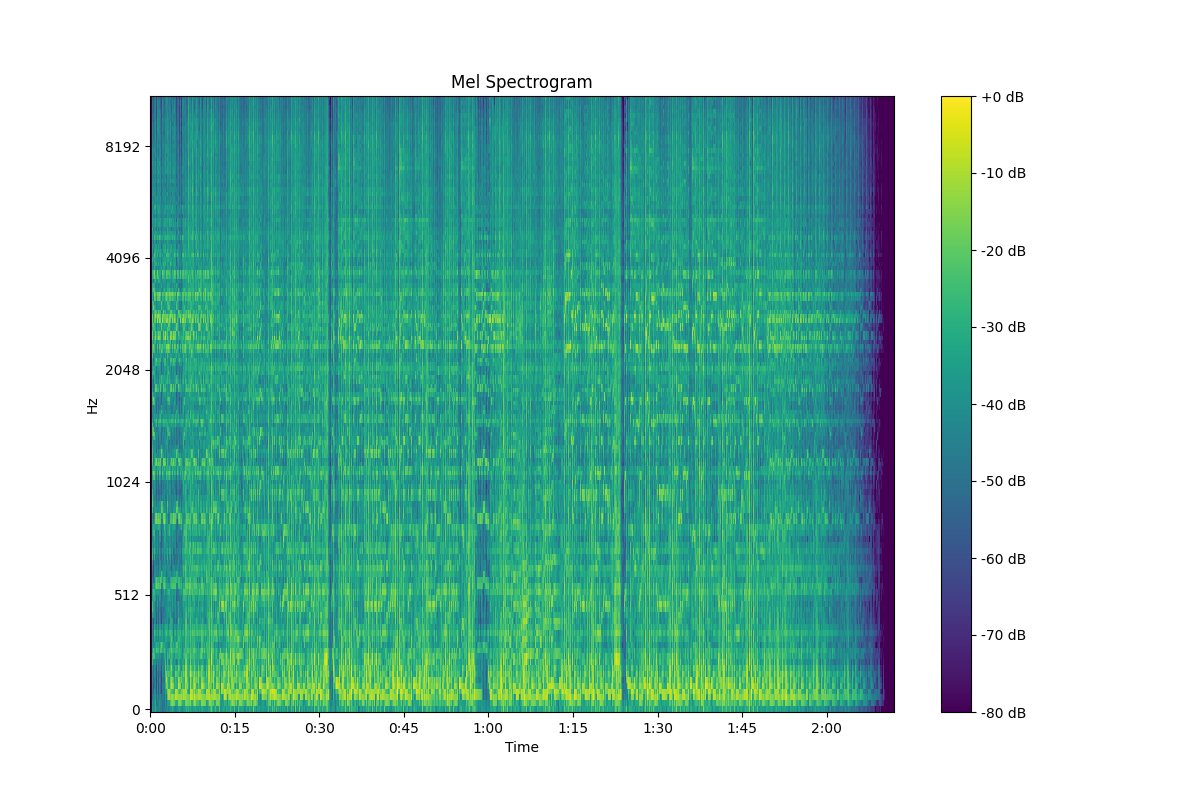 Mel Spectrogram
+0 dB
8192
-10 dB
-20 dB
4096
-30 dB
2048
-40 dB
Hz
1024
-50 dB
-60 dB
512
-70 dB
0
-80 dB
0:00 0:15 0:30 0:45 1:00 1:15 1:30 1:45 2:00
Time